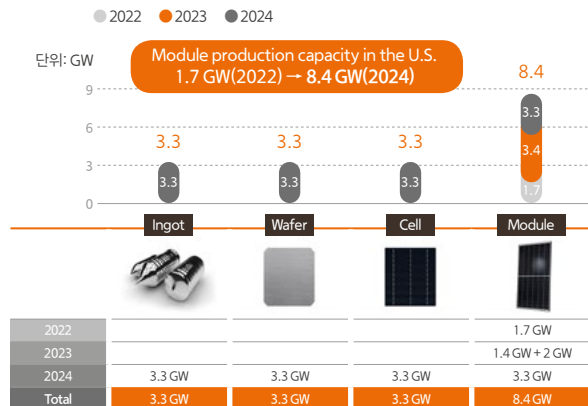 2022 2023 2024
단위: GW
Module production capacity in the U.S.
1.7 GW(2022) → 8.4 GW(2024)
8.4
9
6
3
0
3.3 3.3 3.3
3.3 3.3 3.3 3.3
3.4
1.7
Ingot Wafer Cell Module
2022 1.7 GW
2023 1.4 GW + 2 GW
2024 3.3 GW 3.3 GW 3.3 GW 3.3 GW
Total 3.3 GW 3.3 GW 3.3 GW 8.4 GW